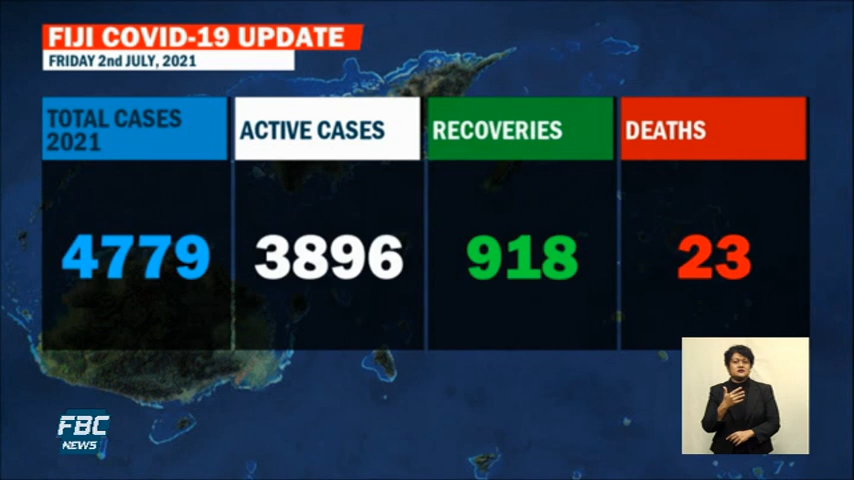 FIJI COVID-19 UPDATE
FRIDAY 2nd JULY, 2021
TOTAL CASES
2021
ACTIVE CASES
RECOVERIES
DEATHS
4779
3896
918
23
FBC
NEWS